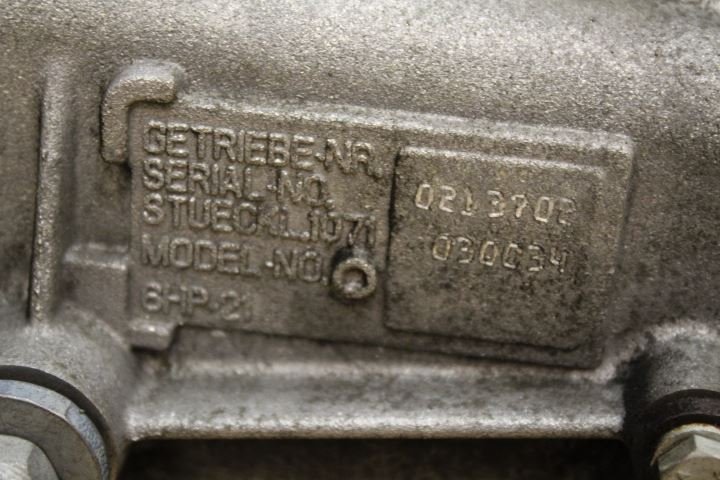 GETRIEBE-NR.
SERIAL-NO.
STUECKL.1071
MODEL-NO.
6HP-21
0213702
030034